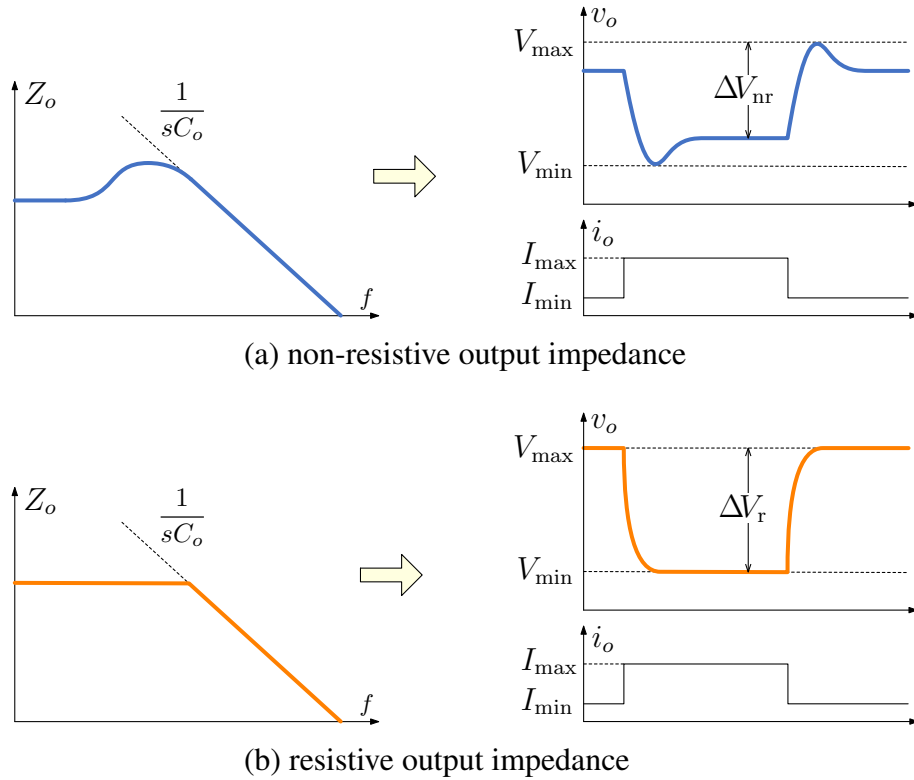 Z_o
1
sC_o
f
v_o
V_max
ΔV_nr
V_min
i_o
I_max
I_min
(a) non-resistive output impedance
Z_o
1
sC_o
f
v_o
V_max
ΔV_r
V_min
i_o
I_max
I_min
(b) resistive output impedance